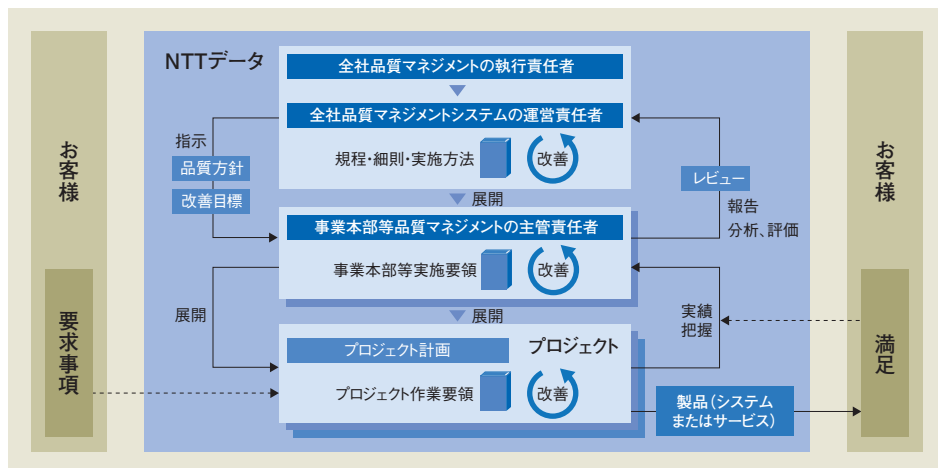 お客様
要求事項
NTTデータ
全社品質マネジメントの執行責任者
全社品質マネジメントシステムの運営責任者
規程・細則・実施方法
改善
指示
品質方針
改善目標
展開
レビュー
報告
分析、評価
事業本部等品質マネジメントの主管責任者
事業本部等実施要領
改善
展開
展開
実績
把握
プロジェクト計画
プロジェクト
プロジェクト作業要領
改善
製品(システム
またはサービス)
お客様
満足